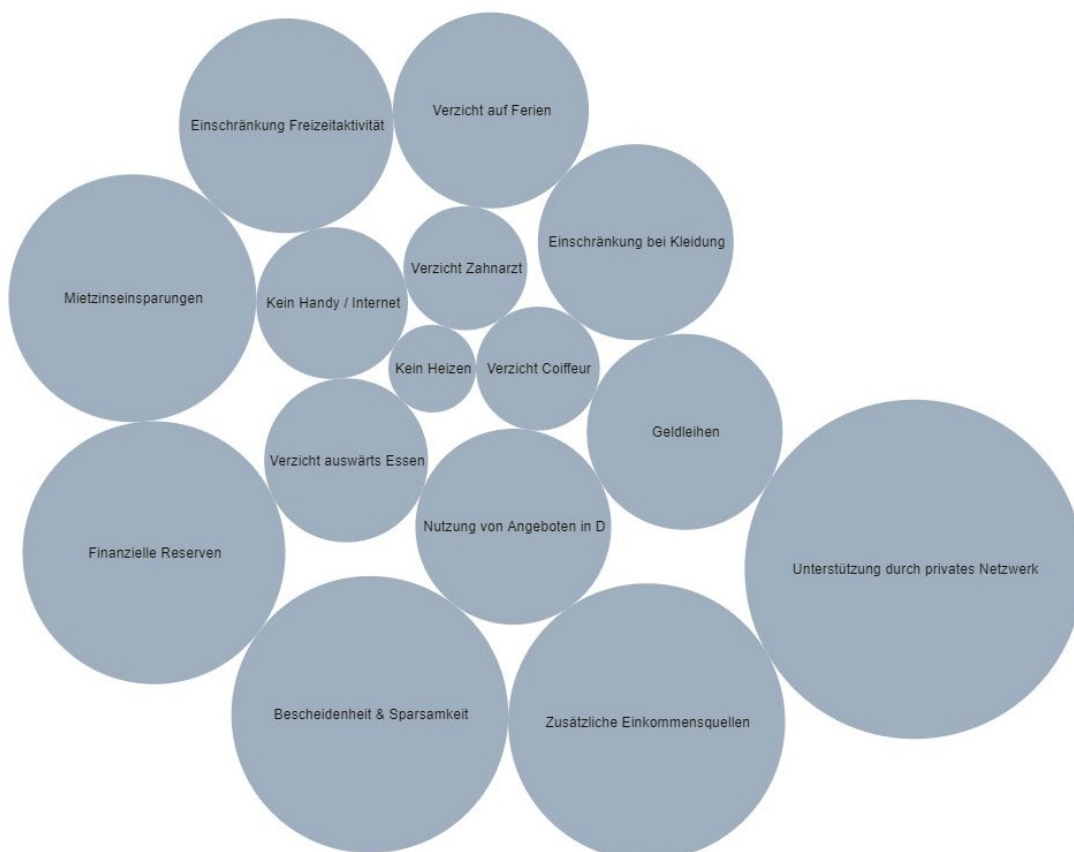 Verzicht auf Ferien
Einschränkung Freizeitaktivität
Einschränkung bei Kleidung
Verzicht Zahnarzt
Mietzinseinsparungen
Kein Handy / Internet
Kein Heizen
Verzicht Coiffeur
Geldleihen
Verzicht auswärts Essen
Nutzung von Angeboten in D
Finanzielle Reserven
Unterstützung durch privates Netzwerk
Bescheidenheit & Sparsamkeit
Zusätzliche Einkommensquellen